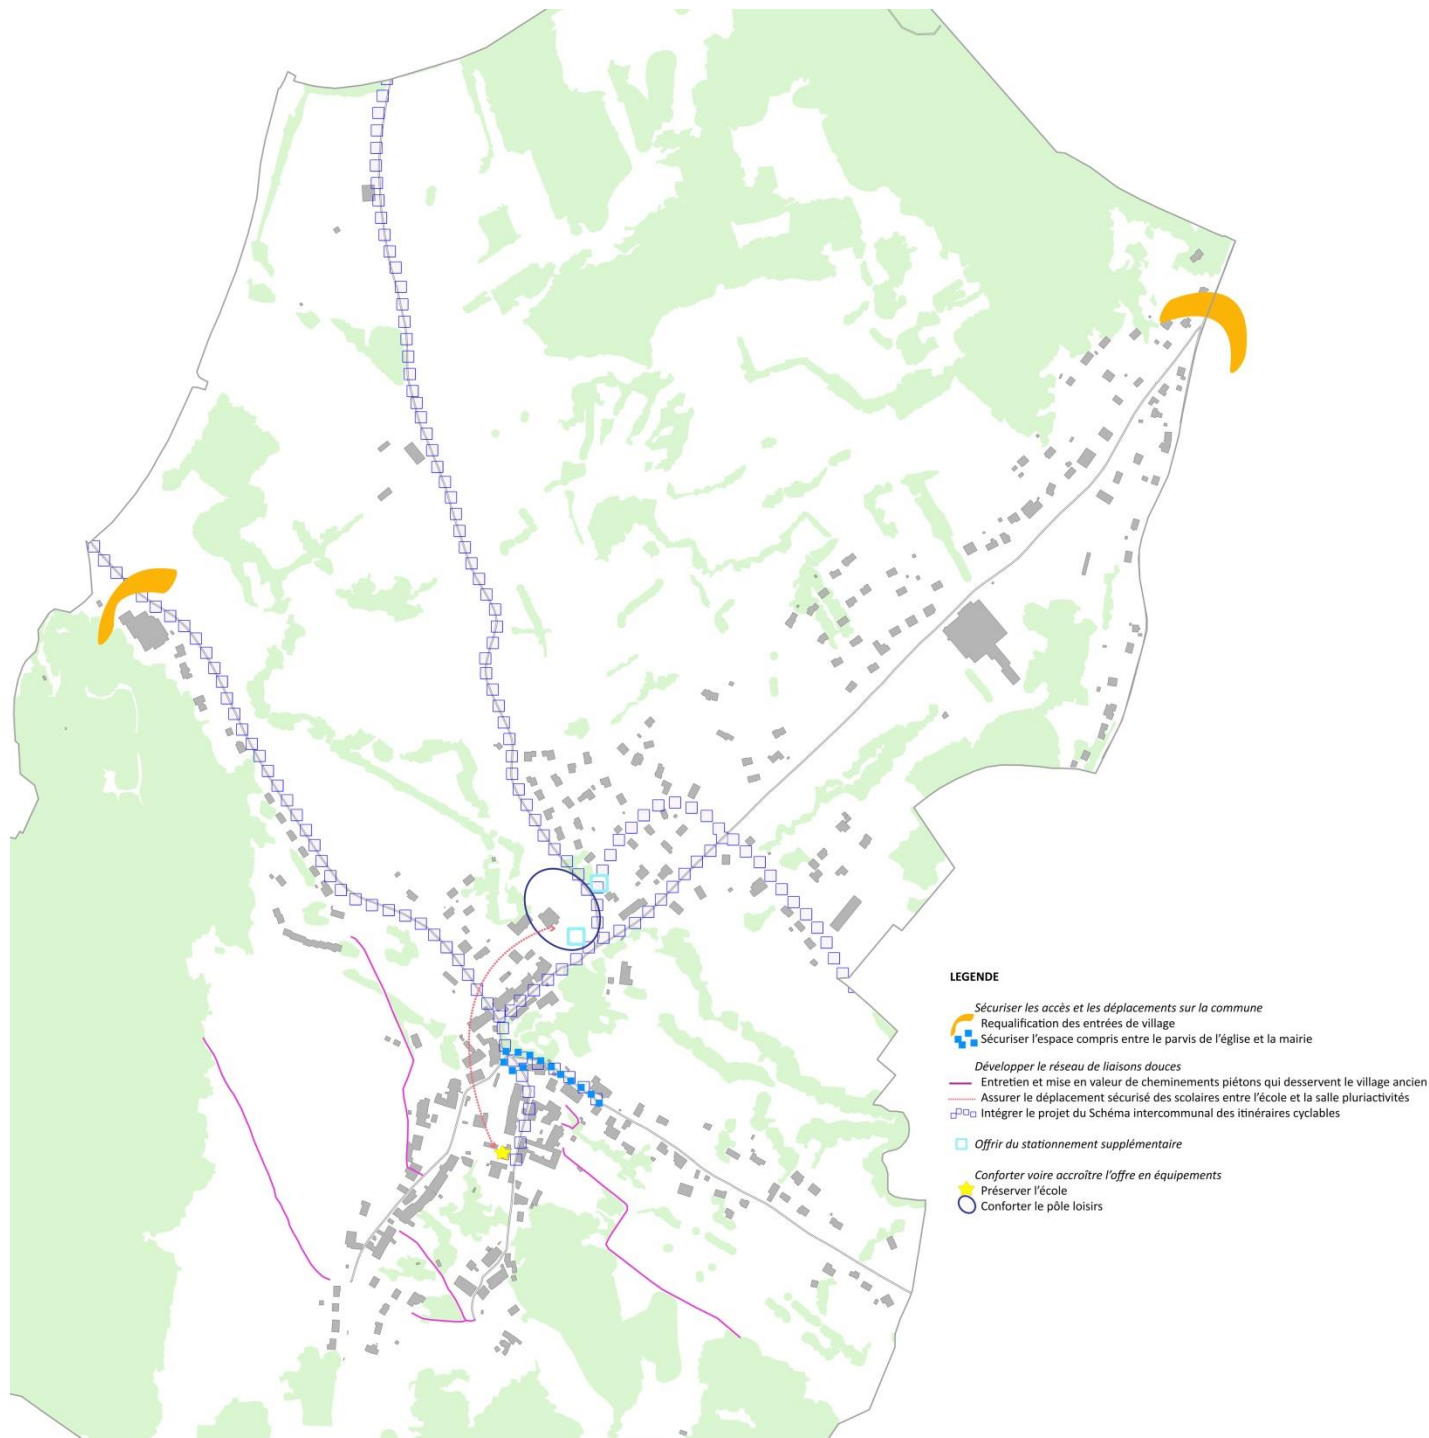 LEGENDE
Sécuriser les accès et les déplacements sur la commune
Requalification des entrées de village
Sécuriser l'espace compris entre le parvis de l'église et la mairie
Développer le réseau de liaisons douces
Entretien et mise en valeur de cheminements piétons qui desservent le village ancien
Assurer le déplacement sécurisé des scolaires entre l'école et la salle pluriactivités
Intégrer le projet du Schéma intercommunal des itinéraires cyclables
Offrir du stationnement supplémentaire
Conforter voire accroître l'offre en équipements
Préserver l'école
Conforter le pôle loisirs